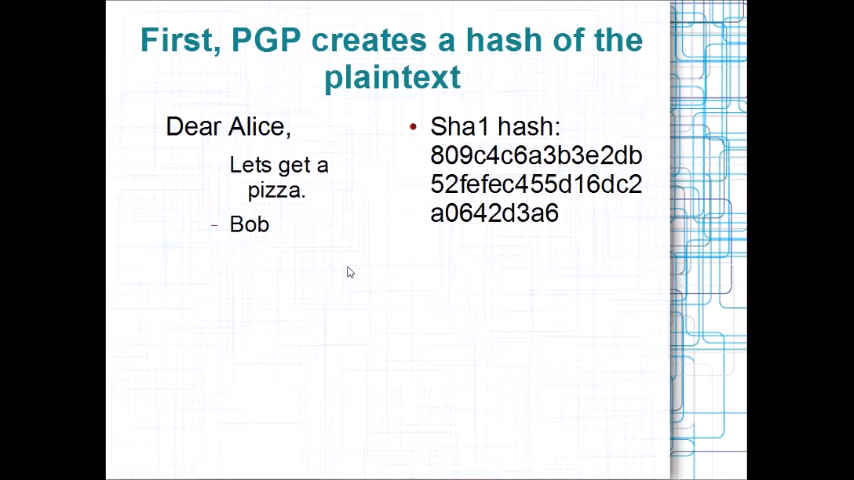 First, PGP creates a hash of the
plaintext
Dear Alice,
Lets get a
pizza.
– Bob
• Sha1 hash:
809c4c6a3b3e2db
52fefec455d16dc2
a0642d3a6